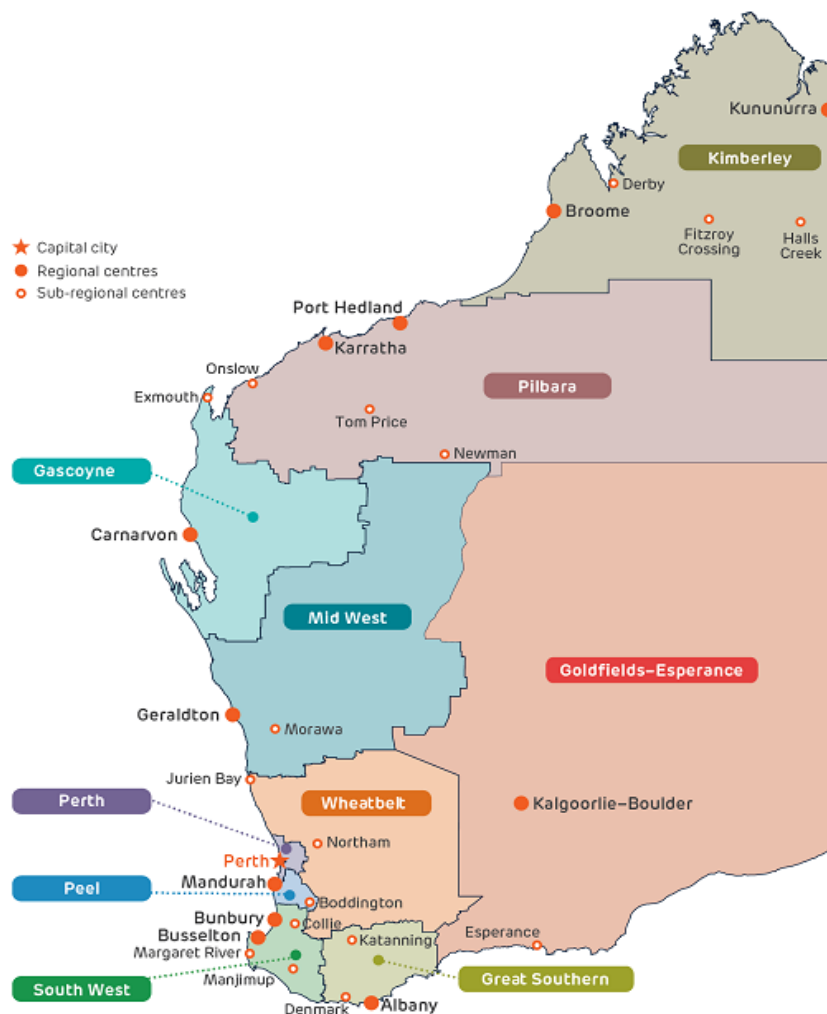 Kununurra
Kimberley
Derby
Broome
Fitzroy
Crossing
Halls
Creek
Capital city
Regional centres
Sub-regional centres
Port Hedland
Karratha
Onslow
Pilbara
Exmouth
Tom Price
Newman
Gascoyne
Carnarvon
Mid West
Goldfields–Esperance
Geraldton
Morawa
Jurien Bay
Perth
Wheatbelt
Kalgoorlie–Boulder
Northam
Perth
Mandurah
Peel
Boddington
Bunbury
Collie
Busselton
Katanning
Esperance
Margaret River
Manjimup
Great Southern
South West
Denmark
Albany